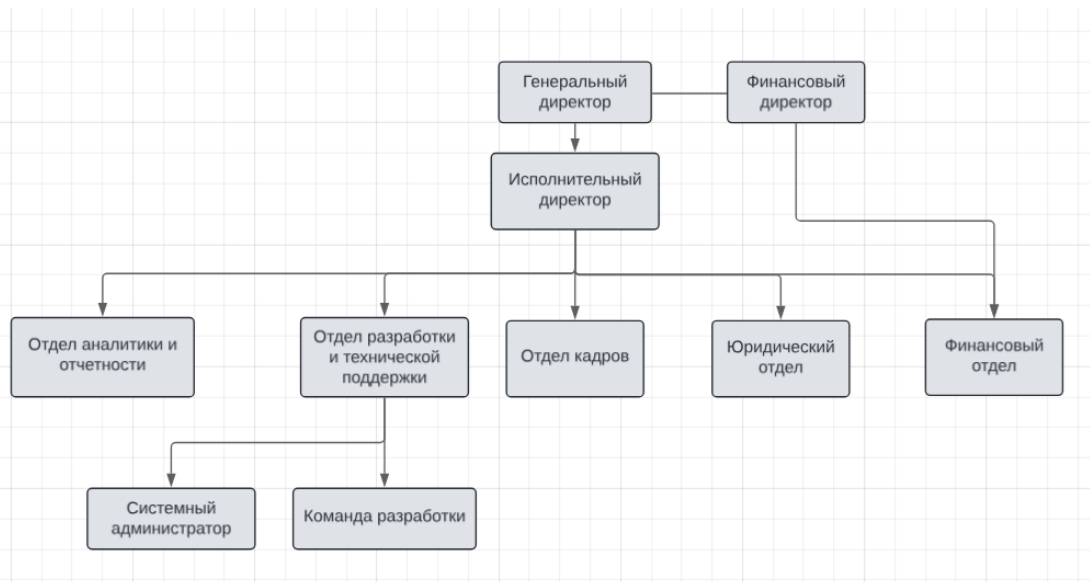 Генеральный
директор
Финансовый
директор
Исполнительный
директор
Отдел аналитики и
отчетности
Отдел разработки
и технической
поддержки
Отдел кадров
Юридический
отдел
Финансовый
отдел
Системный
администратор
Команда разработки